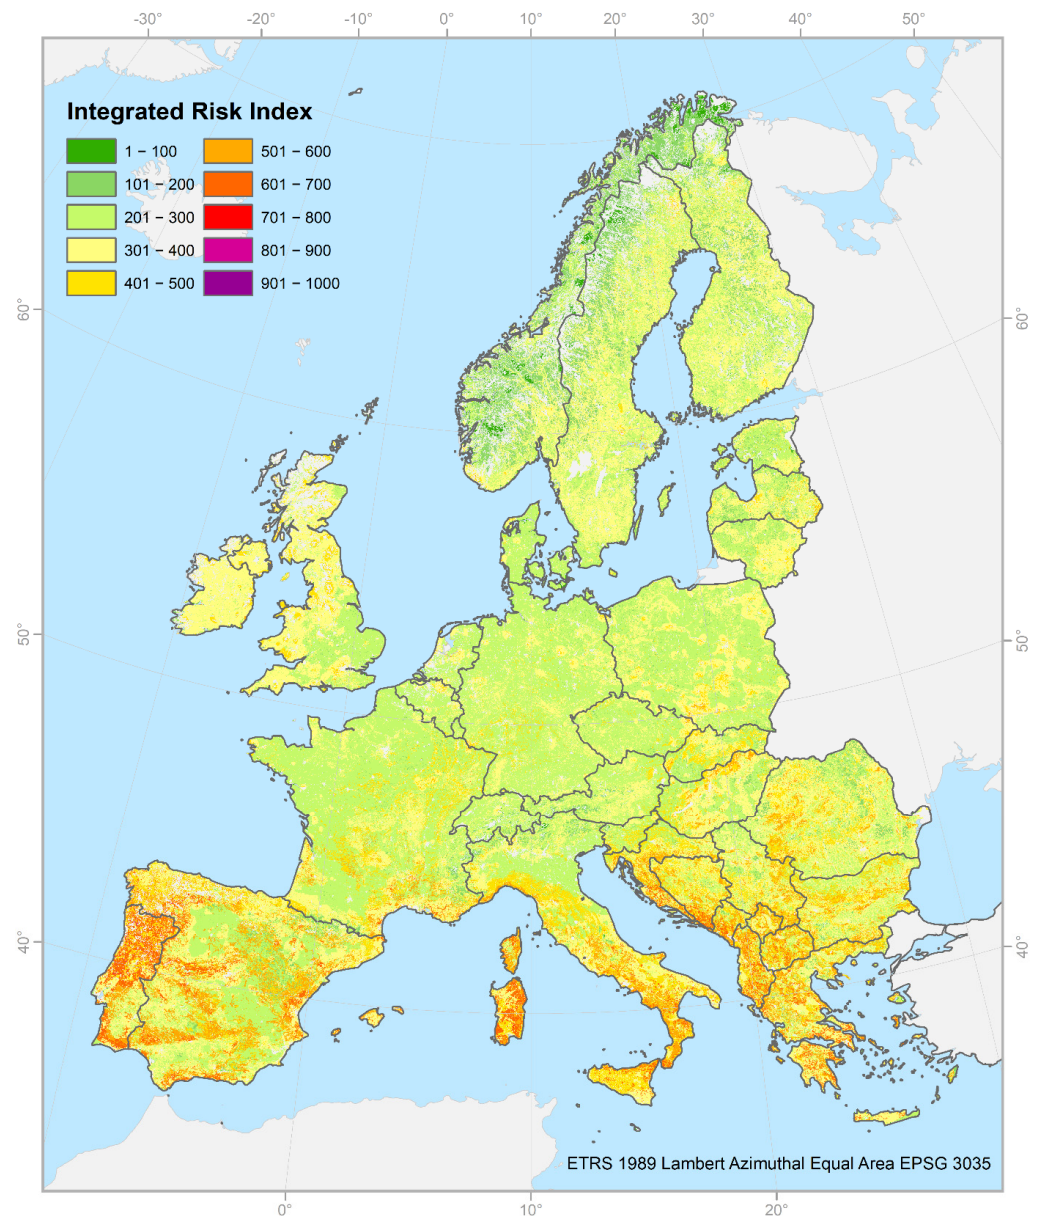 -30° -20° -10° 0° 10° 20° 30° 40° 50°
Integrated Risk Index
1 – 100 501 – 600
101 – 200 601 – 700
201 – 300 701 – 800
301 – 400 801 – 900
401 – 500 901 – 1000
60° 60°
50° 50°
40° 40°
ETRS 1989 Lambert Azimuthal Equal Area EPSG 3035
0° 10° 20°